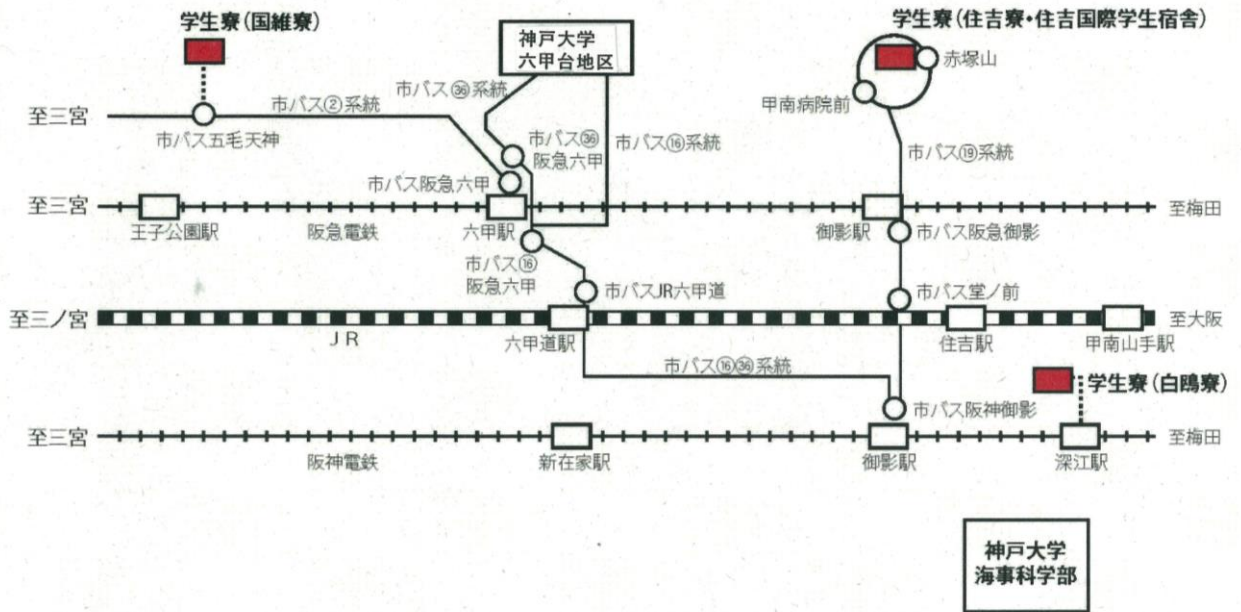 学生寮(国維寮)
神戸大学
六甲台地区
学生寮(住吉寮・住吉国際学生宿舎)
赤塚山
甲南病院前
市バス㊱系統
至三宮
市バス②系統
市バス五毛天神
市バス㊱
阪急六甲
市バス⑯系統
市バス⑲系統
市バス阪急六甲
至三宮
至梅田
王子公園駅
阪急電鉄
六甲駅
御影駅
市バス阪急御影
市バス⑯
阪急六甲
市バスJR六甲道
市バス堂ノ前
至三ノ宮
至大阪
JR
六甲道駅
住吉駅
甲南山手駅
市バス⑯㊱系統
学生寮(白鴎寮)
市バス阪神御影
至三宮
至梅田
阪神電鉄
新在家駅
御影駅
深江駅
神戸大学
海事科学部